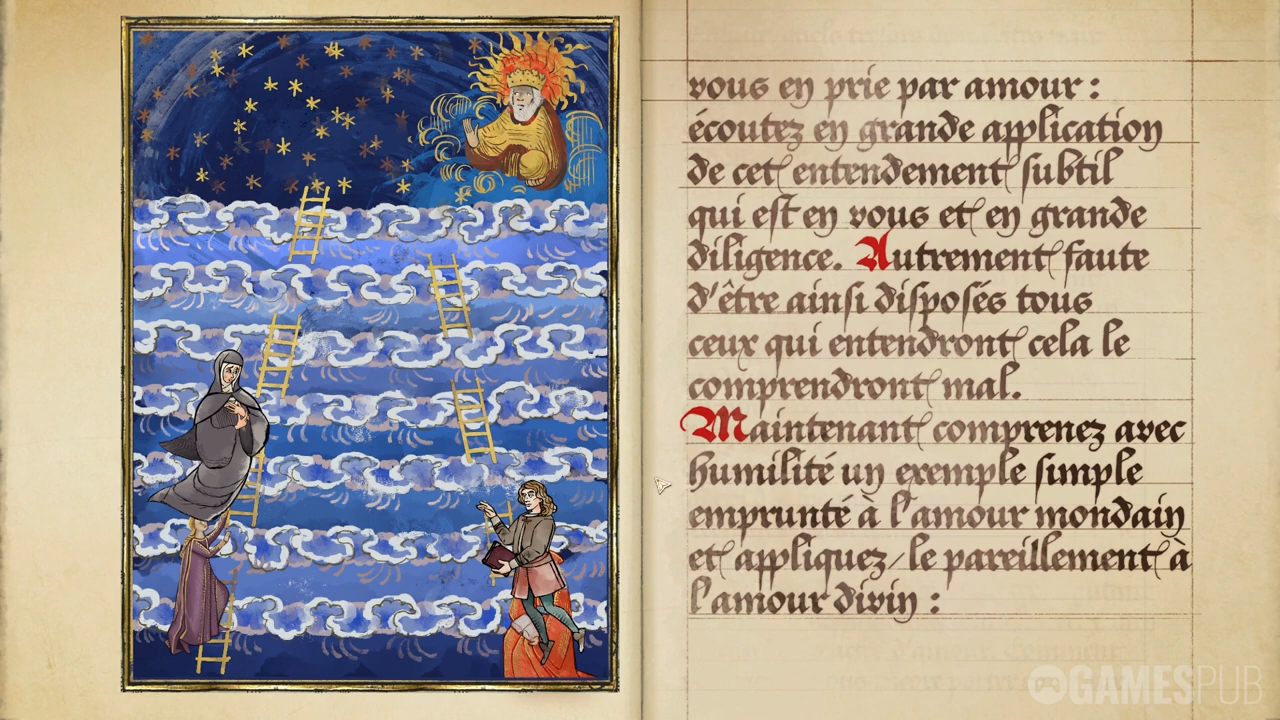 vous en prie par amour :
écoutez en grande application
de cet entendement subtil
qui est en vous et en grande
diligence. Autrement faute
d'être ainsi disposés tous
ceux qui entendront cela le
comprendront mal.
Maintenant comprenez avec
humilité un exemple simple
emprunté à l'amour mondain
et appliquez-le pareillement à
l'amour divin :
GAMESPUB